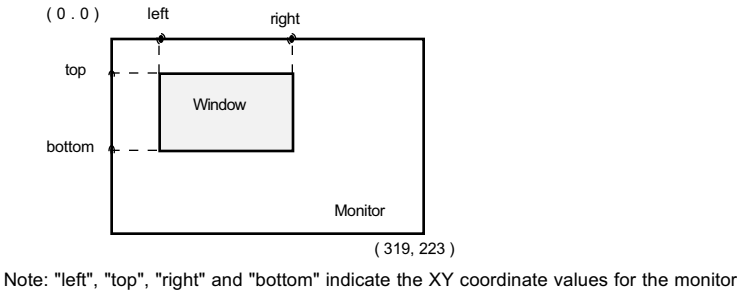 ( 0 . 0 )
left
right
top
Window
bottom
Monitor
( 319, 223 )
Note: "left", "top", "right" and "bottom" indicate the XY coordinate values for the monitor